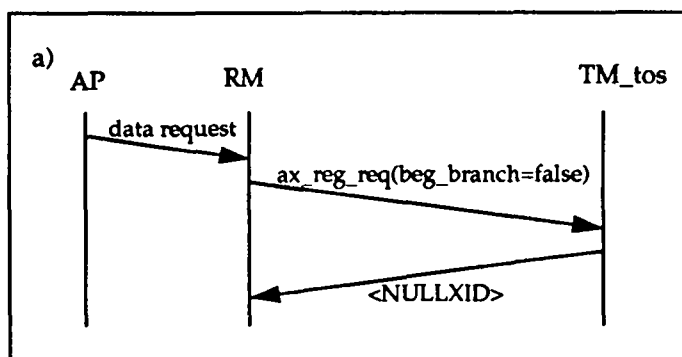 a)
AP RM TM_tos
data request
ax_reg_req(beg_branch=false)
<NULLXID>